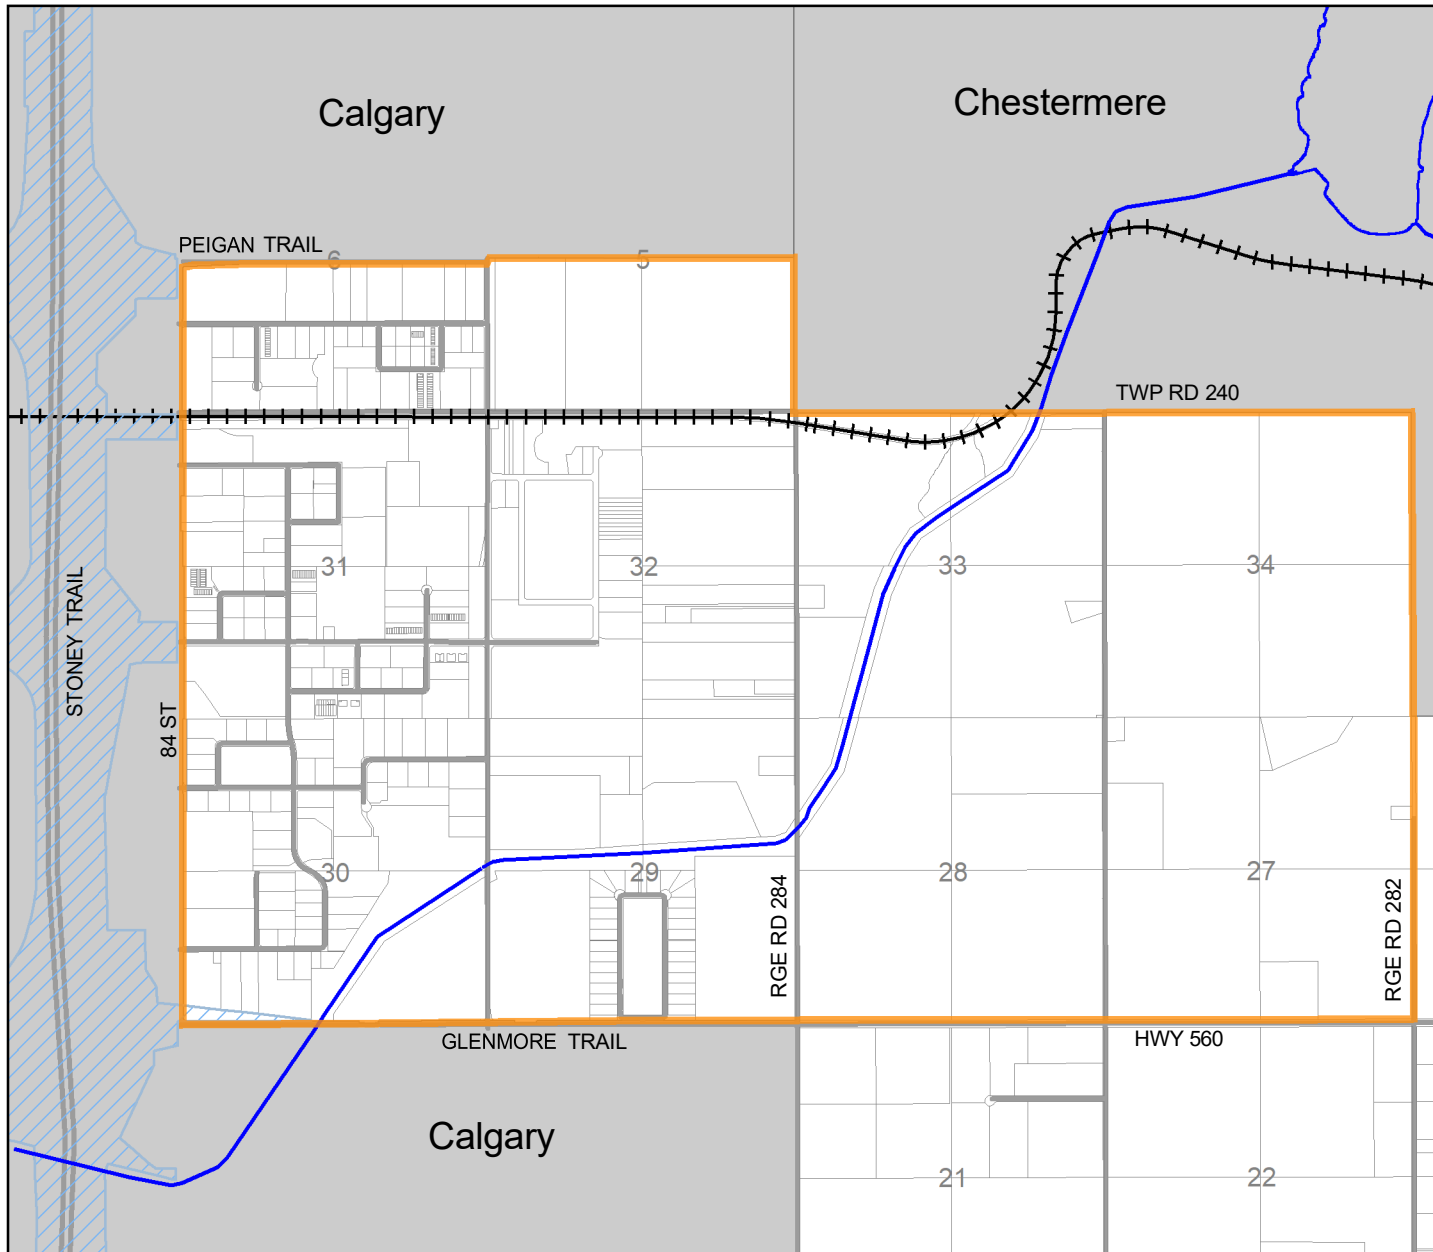 Calgary
Chestermere
PEIGAN TRAIL
6
5
TWP RD 240
31
32
33
34
STONEY TRAIL
84 ST
30
29
28
27
RGE RD 284
RGE RD 282
GLENMORE TRAIL
HWY 560
Calgary
21
22